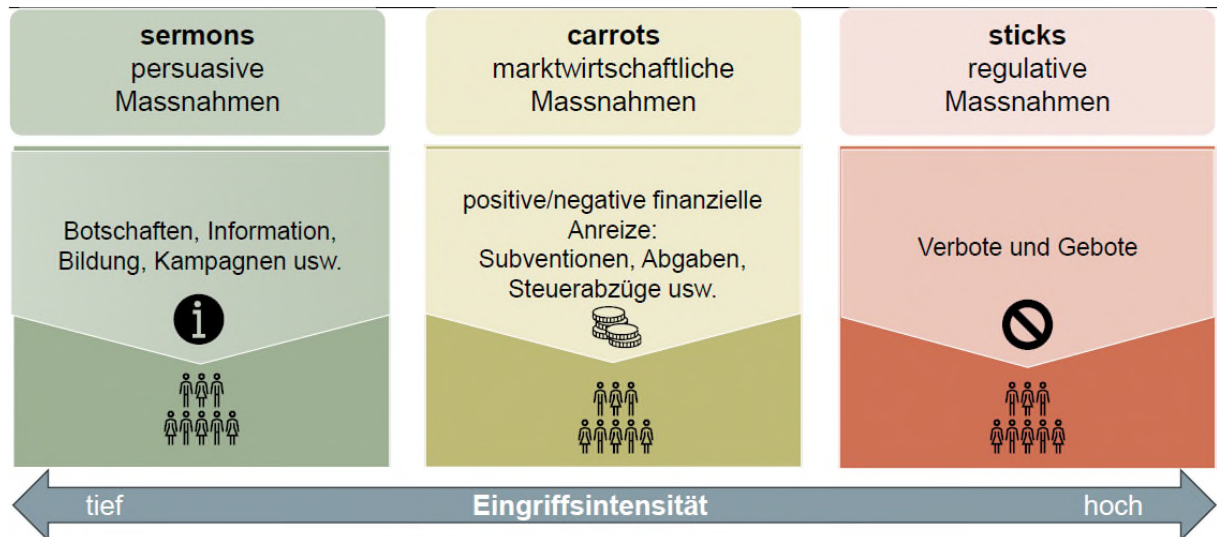 sermons
persuasive
Massnahmen
carrots
marktwirtschaftliche
Massnahmen
sticks
regulative
Massnahmen
Botschaften, Information,
Bildung, Kampagnen usw.
positive/negative finanzielle
Anreize:
Subventionen, Abgaben,
Steuerabzüge usw.
Verbote und Gebote
tief
Eingriffsintensität
hoch